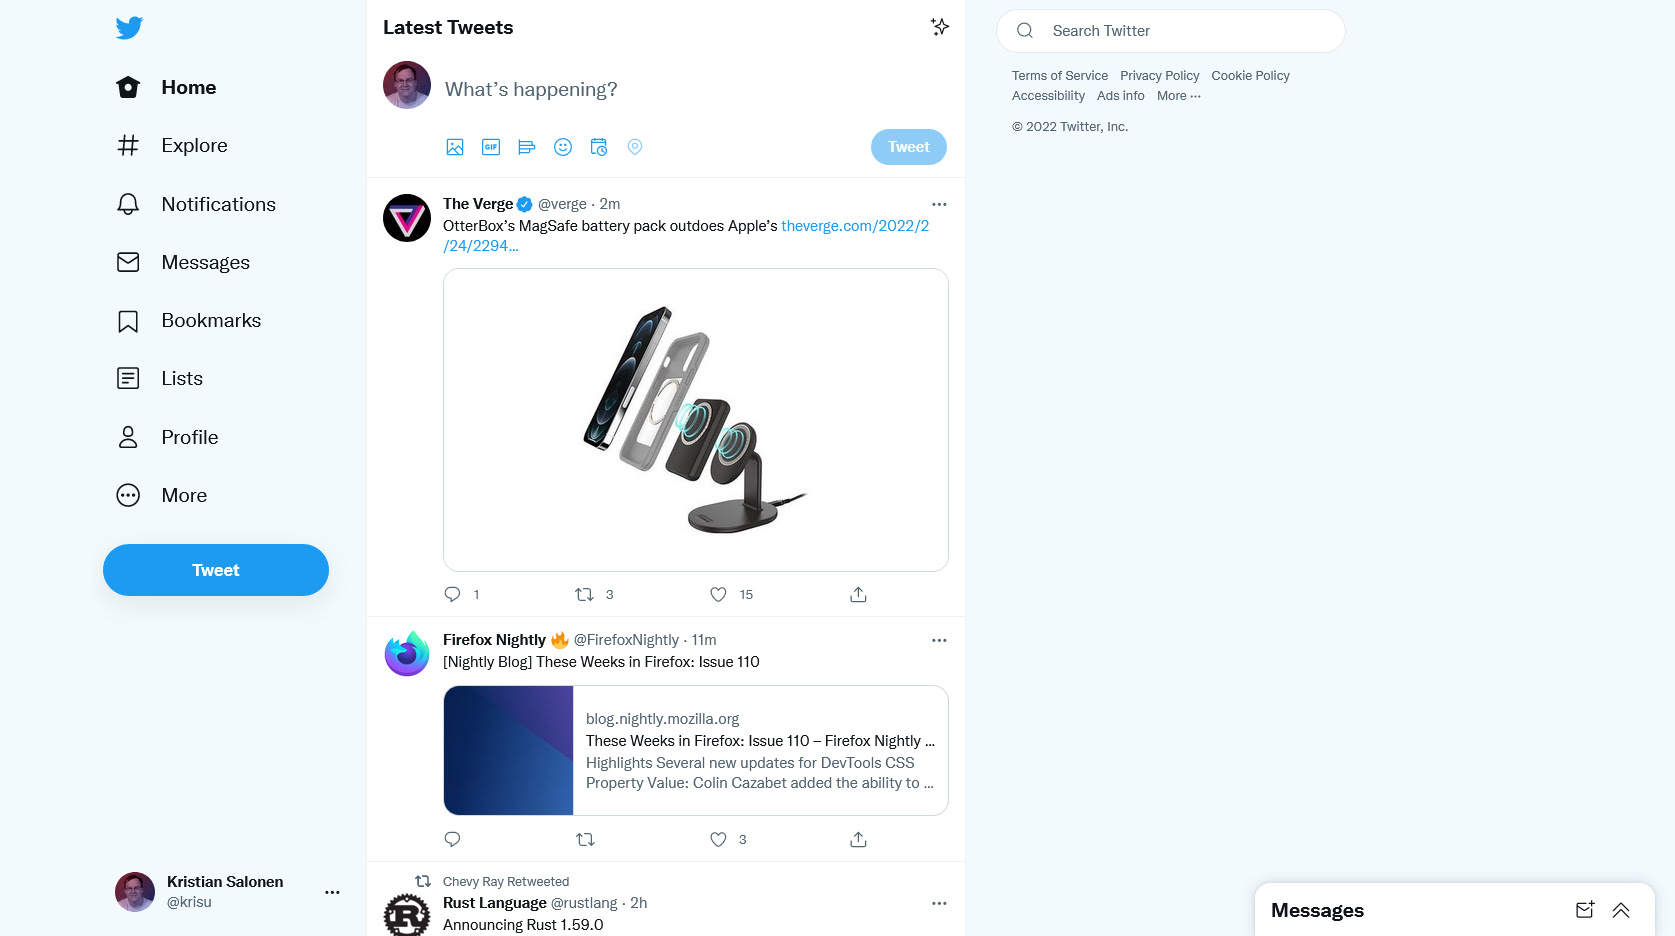 Home
Explore
Notifications
Messages
Bookmarks
Lists
Profile
More
Tweet
Kristian Salonen
@krisu
Latest Tweets
What's happening?
GIF
Tweet
The Verge @verge · 2m
OtterBox's MagSafe battery pack outdoes Apple's theverge.com/2022/2
/24/2294...
1 3 15
Firefox Nightly 🔥 @FirefoxNightly · 11m
[Nightly Blog] These Weeks in Firefox: Issue 110
blog.nightly.mozilla.org
These Weeks in Firefox: Issue 110 – Firefox Nightly ...
Highlights Several new updates for DevTools CSS
Property Value: Colin Cazabet added the ability to ...
3
Chevy Ray Retweeted
R
Rust Language @rustlang · 2h
Announcing Rust 1.59.0
Search Twitter
Terms of Service Privacy Policy Cookie Policy
Accessibility Ads info More ···
© 2022 Twitter, Inc.
Messages